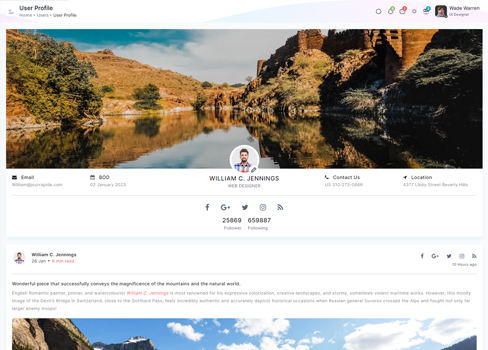 User Profile
Home • Users • User Profile
Wade Warren
UI Designer
Email
William@puxrapide.com
BOD
02 January 2023
WILLIAM C. JENNINGS
WEB DESIGNER
Contact Us
US 310-273-0666
Location
4377 Libby Street Beverly Hills
25869 659887
Follower Following
William C. Jennings
26 Jan • 8 min read
10 Hours ago
Wonderful piece that successfully conveys the magnificence of the mountains and the natural world.
English Romantic painter, printer, and watercolourist William C. Jennings is most renowned for his expressive colorization, creative landscapes, and stormy, sometimes violent maritime works. However, this moody
image of the Devil's Bridge in Switzerland, close to the Gotthard Pass, feels incredibly authentic and accurately depicts historical occasions when Russian general Suvorov crossed the Alps and fought not only far
larger enemy troops!